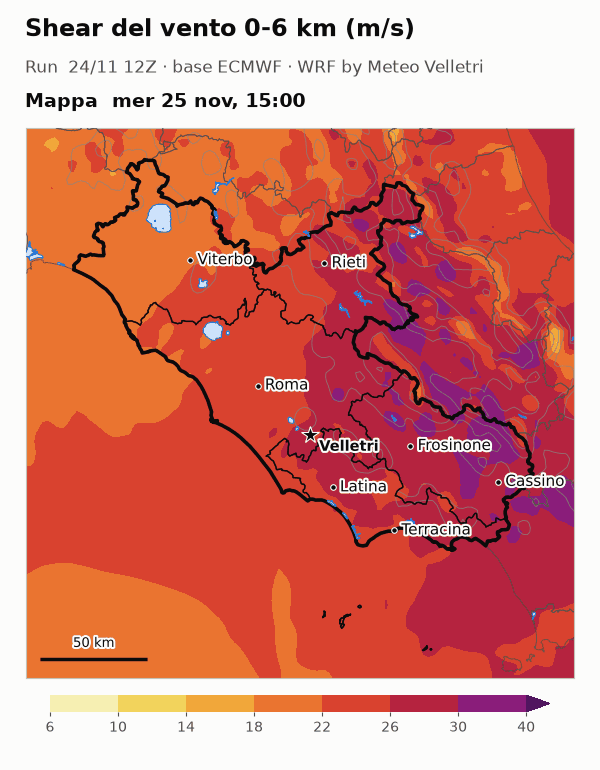 Shear del vento 0-6 km (m/s)
Run  24/11 12Z · base ECMWF · WRF by Meteo Velletri
Mappa  mer 25 nov, 15:00
Viterbo
Rieti
Roma
Velletri
Frosinone
Latina
Cassino
Terracina
50 km
6 10 14 18 22 26 30 40